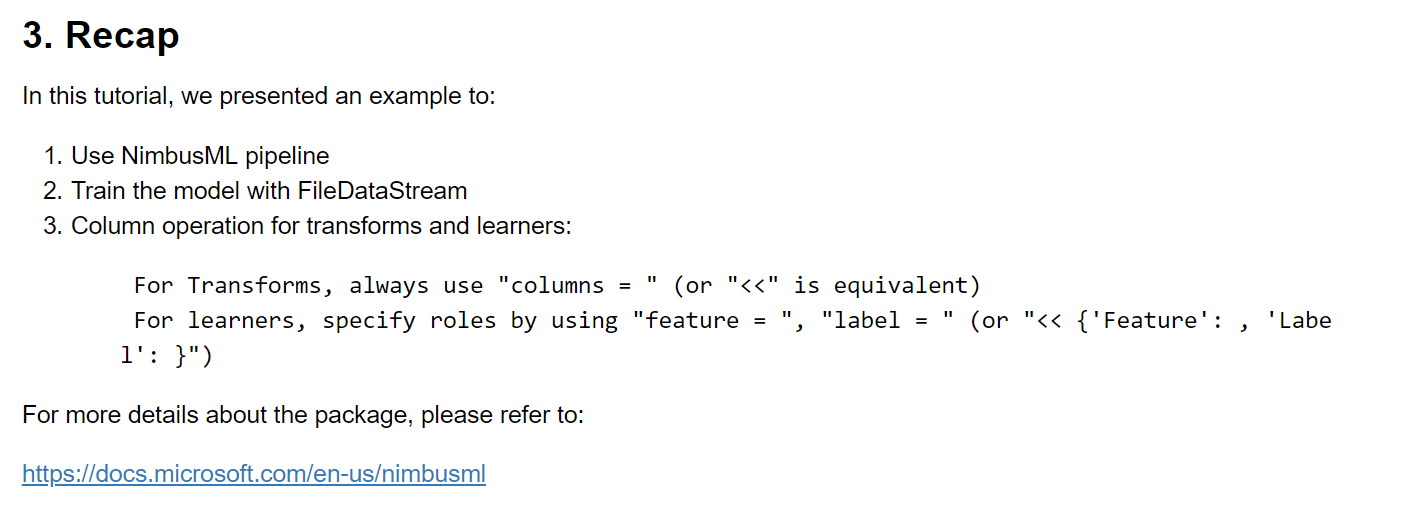 3. Recap
In this tutorial, we presented an example to:
1. Use NimbusML pipeline
2. Train the model with FileDataStream
3. Column operation for transforms and learners:
For Transforms, always use "columns = " (or "<<" is equivalent)
For learners, specify roles by using "feature = ", "label = " (or "<< {'Feature': , 'Labe
l': }")
For more details about the package, please refer to:
https://docs.microsoft.com/en-us/nimbusml